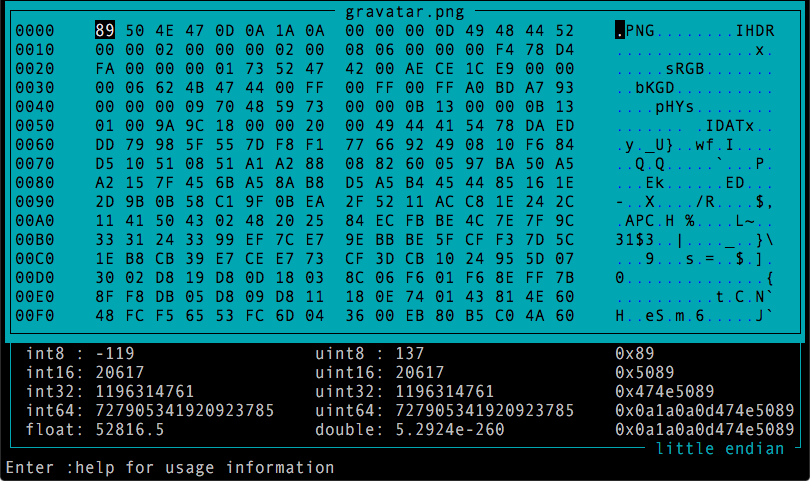 gravatar.png
0000 89 50 4E 47 0D 0A 1A 0A 00 00 00 0D 49 48 44 52 .PNG........IHDR
0010 00 00 02 00 00 00 02 00 08 06 00 00 00 F4 78 D4 ..............x.
0020 FA 00 00 00 01 73 52 47 42 00 AE CE 1C E9 00 00 .....sRGB.......
0030 00 06 62 4B 47 44 00 FF 00 FF 00 FF A0 BD A7 93 ..bKGD..........
0040 00 00 00 09 70 48 59 73 00 00 0B 13 00 00 0B 13 ....pHYs........
0050 01 00 9A 9C 18 00 00 20 00 49 44 41 54 78 DA ED ....... .IDATx..
0060 DD 79 98 5F 55 7D F8 F1 77 66 92 49 08 10 F6 84 .y._U}..wf.I....
0070 D5 10 51 08 51 A1 A2 88 08 82 60 05 97 BA 50 A5 ..Q.Q.....`...P.
0080 A2 15 7F 45 6B A5 8A B8 D5 A5 B4 45 44 85 16 1E ...Ek......ED...
0090 2D 9B 0B 58 C1 9F 0B EA 2F 52 11 AC C8 1E 24 2C -..X..../R....$,
00A0 11 41 50 43 02 48 20 25 84 EC FB BE 4C 7E 7F 9C .APC.H %....L~..
00B0 33 31 24 33 99 EF 7C E7 9E BB BE 5F CF F3 7D 5C 31$3..|...._..}\
00C0 1E B8 CB 39 E7 CE E7 73 CF 3D CB 10 24 95 5D 07 ...9...s.=..$.].
00D0 30 02 D8 19 D8 0D 18 03 8C 06 F6 01 F6 8E FF 7B 0..............{
00E0 8F F8 DB 05 D8 09 D8 11 18 0E 74 01 43 81 4E 60 ..........t.C.N`
00F0 48 FC F5 65 53 FC 6D 04 36 00 EB 80 B5 C0 4A 60 H..eS.m.6.....J`
int8 : -119 uint8 : 137 0x89
int16: 20617 uint16: 20617 0x5089
int32: 1196314761 uint32: 1196314761 0x474e5089
int64: 727905341920923785 uint64: 727905341920923785 0x0a1a0a0d474e5089
float: 52816.5 double: 5.2924e-260 0x0a1a0a0d474e5089
little endian
Enter :help for usage information